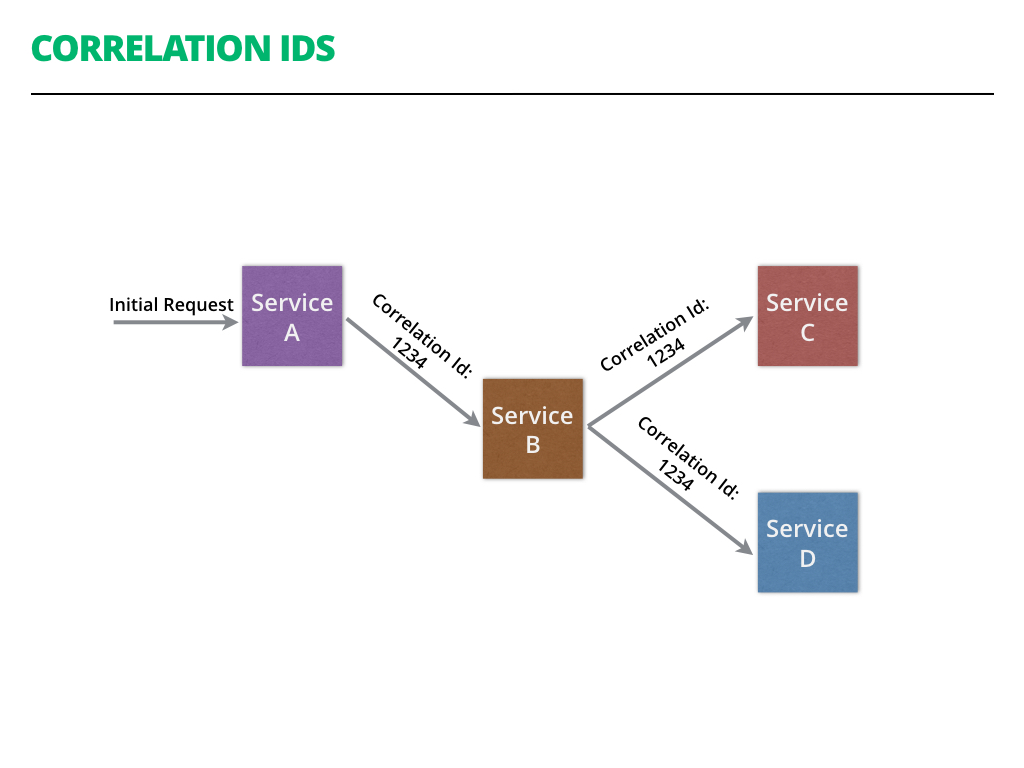 CORRELATION IDS
Initial Request
Service
A
Correlation Id:
1234
Service
B
Correlation Id:
1234
Service
C
Correlation Id:
1234
Service
D